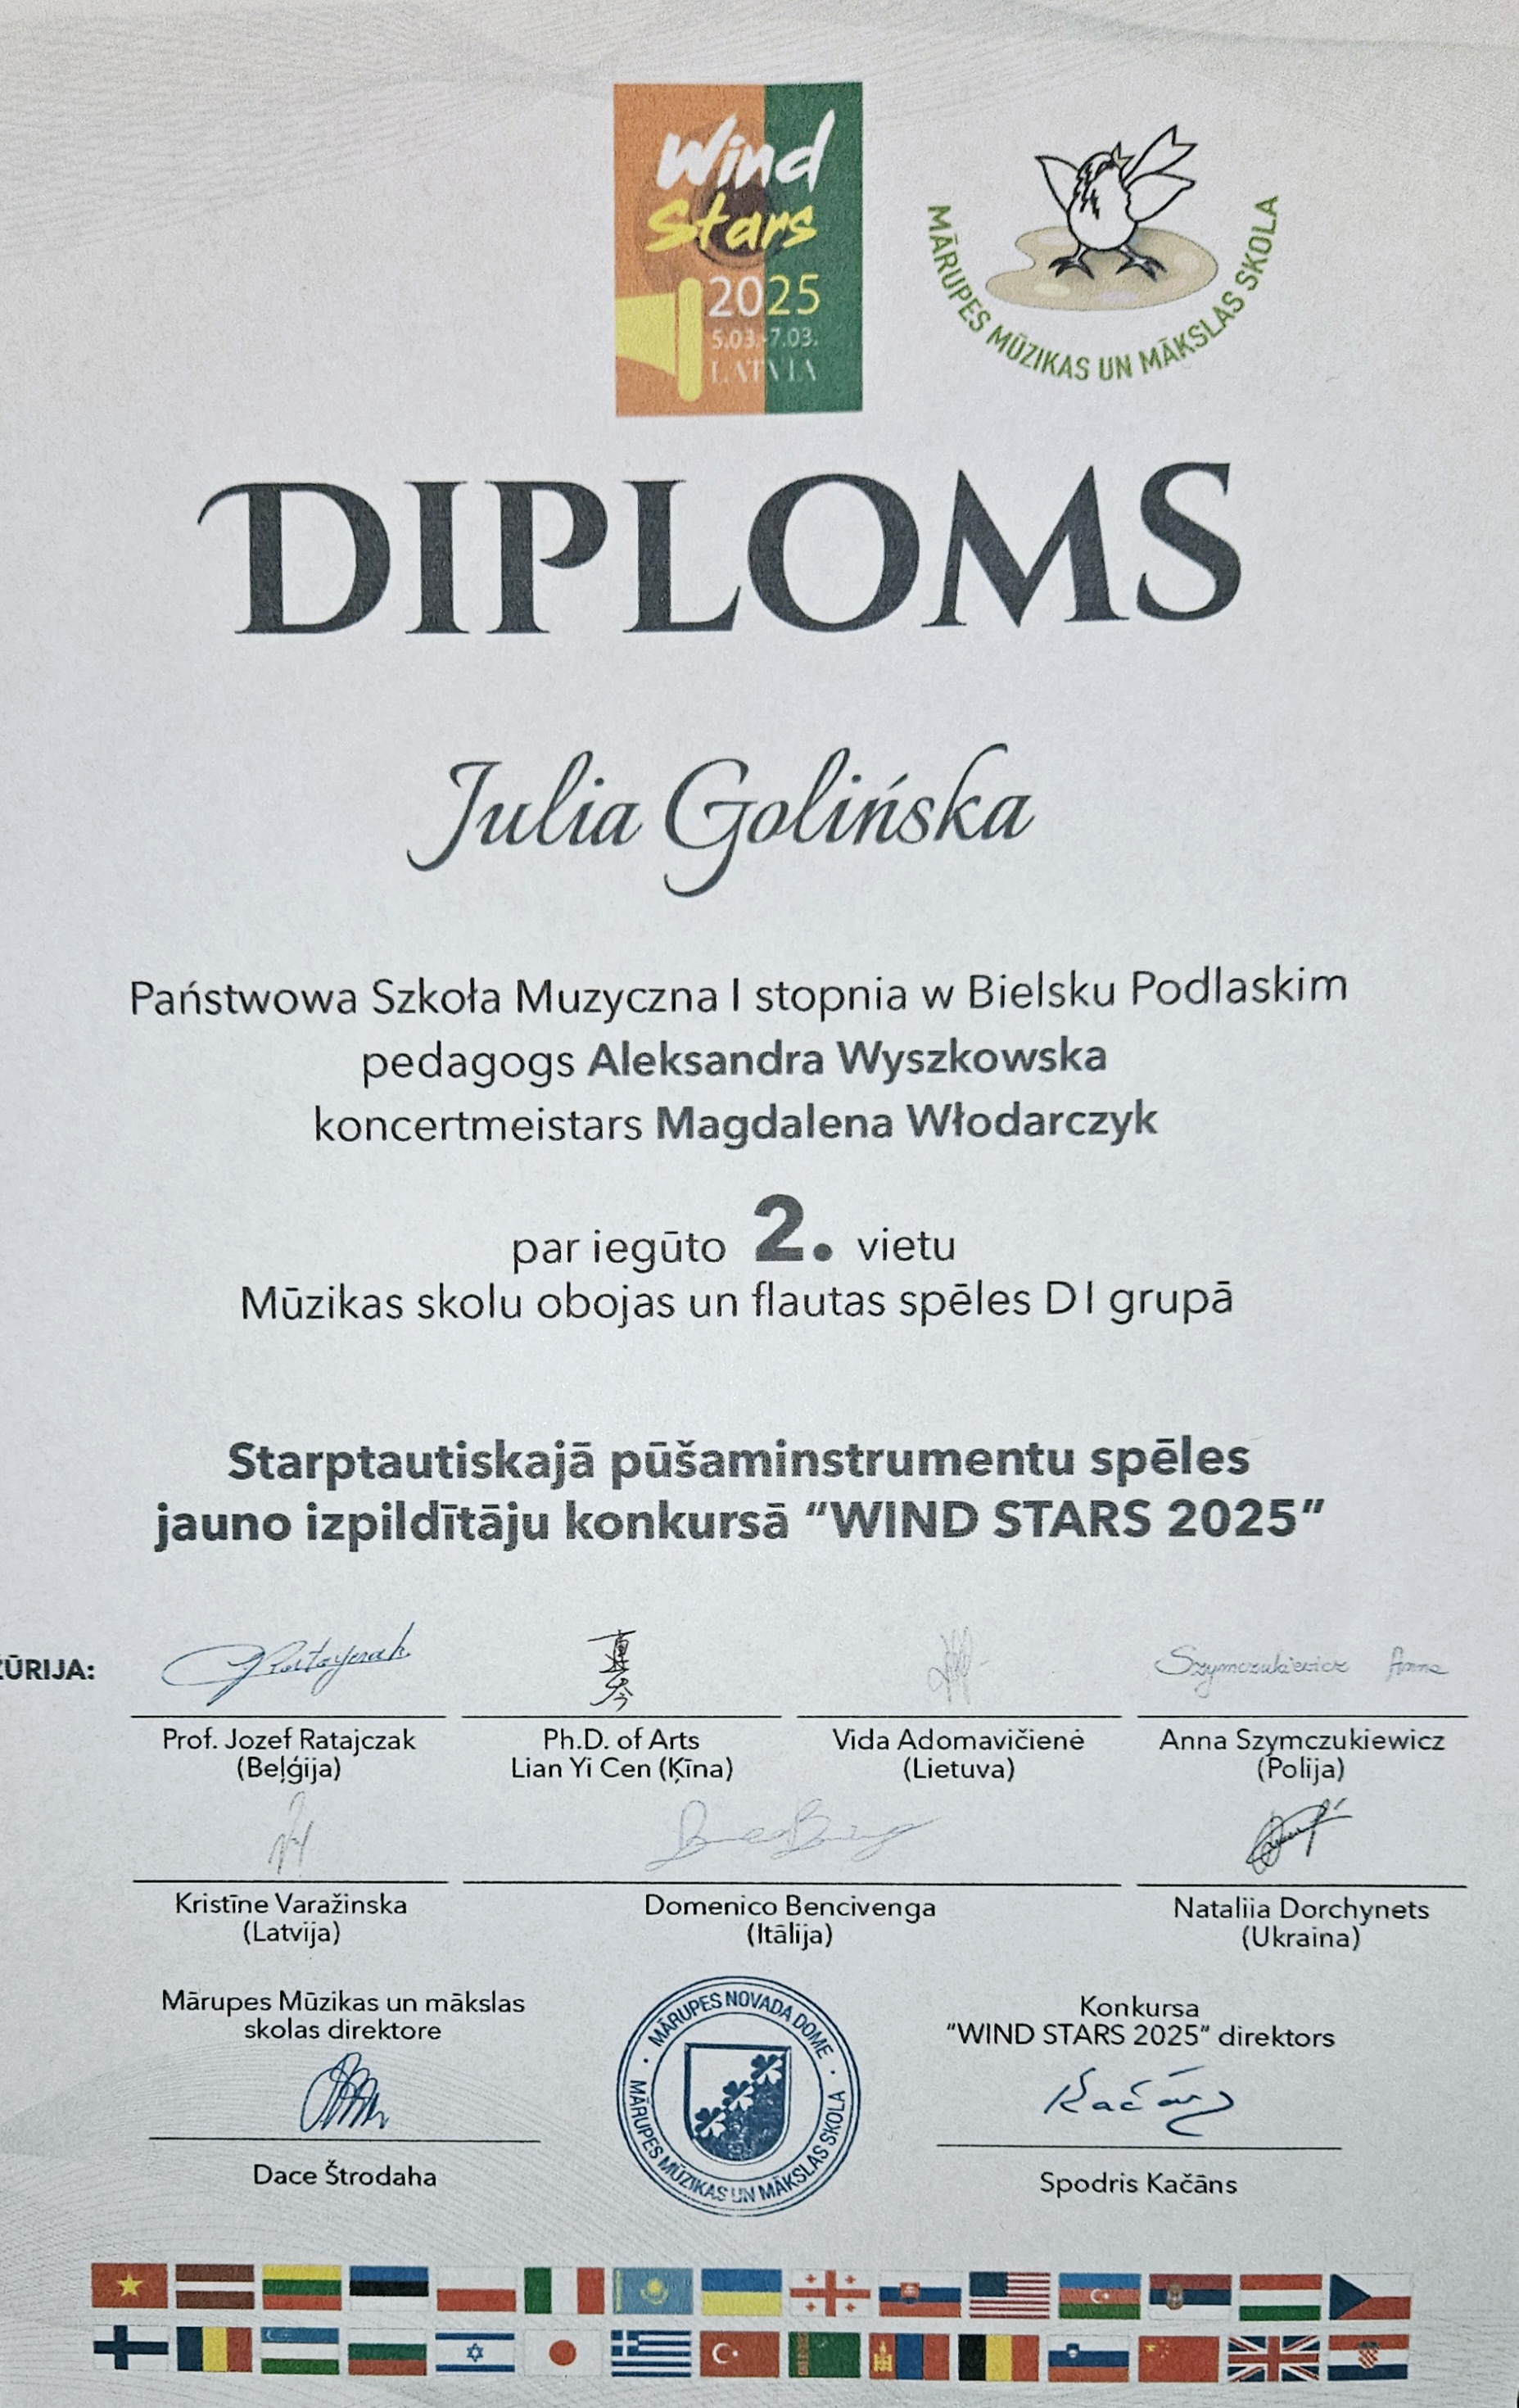 Wind
Stars
2025
5.03.-7.03.
LATVIA
MĀRUPES MŪZIKAS UN MĀKSLAS SKOLA
DIPLOMS
Julia Golińska
Państwowa Szkoła Muzyczna I stopnia w Bielsku Podlaskim
pedagogs Aleksandra Wyszkowska
koncertmeistars Magdalena Włodarczyk
par iegūto 2. vietu
Mūzikas skolu obojas un flautas spēles D I grupā
Starptautiskajā pūšaminstrumentu spēles
jauno izpildītāju konkursā “WIND STARS 2025”
ŪRIJA:
Szymczukiewicz Anna
Prof. Jozef Ratajczak
(Beļģija)
Ph.D. of Arts
Lian Yi Cen (Ķīna)
Vida Adomavičienė
(Lietuva)
Anna Szymczukiewicz
(Polija)
Kristīne Varažinska
(Latvija)
Domenico Bencivenga
(Itālija)
Nataliia Dorchynets
(Ukraina)
Mārupes Mūzikas un mākslas
skolas direktore
Dace Štrodaha
MĀRUPES NOVADA DOME
MĀRUPES MŪZIKAS UN MĀKSLAS SKOLA
Konkursa
“WIND STARS 2025” direktors
Kačāns
Spodris Kačāns